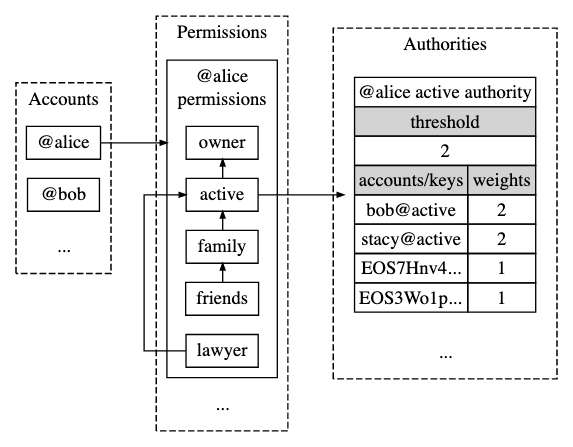 Accounts
@alice
@bob
...
Permissions
@alice
permissions
owner
active
family
friends
lawyer
...
Authorities
@alice active authority
threshold
2
accounts/keys weights
bob@active 2
stacy@active 2
EOS7Hnv4... 1
EOS3Wo1p... 1
...